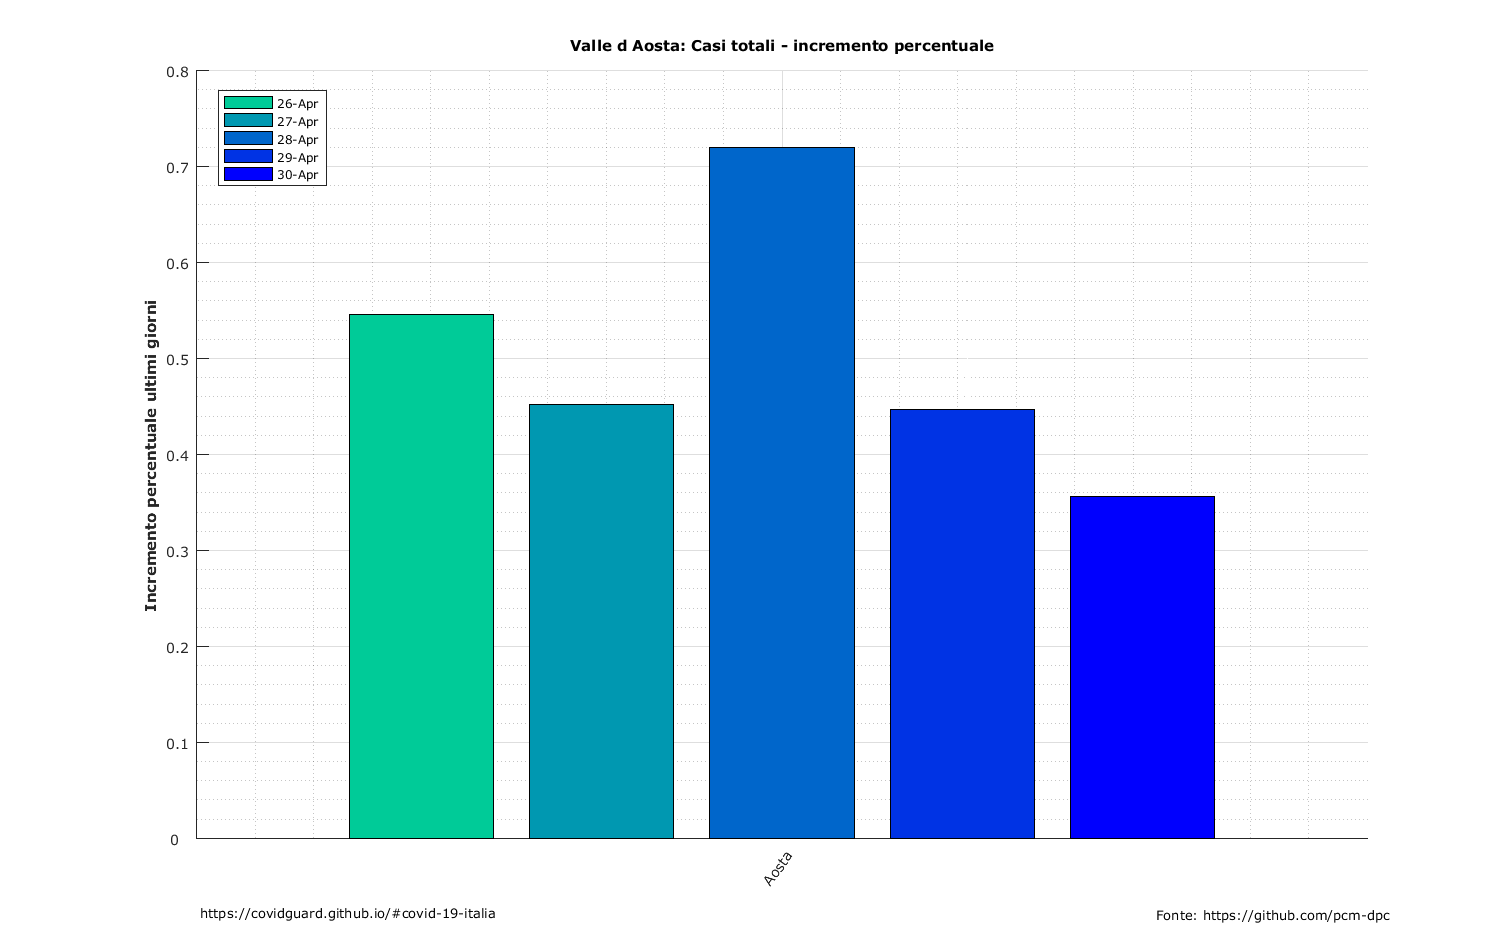 Valle d Aosta: Casi totali - incremento percentuale
26-Apr
27-Apr
28-Apr
29-Apr
30-Apr
Incremento percentuale ultimi giorni
0.8
0.7
0.6
0.5
0.4
0.3
0.2
0.1
0
Aosta
https://covidguard.github.io/#covid-19-italia
Fonte: https://github.com/pcm-dpc